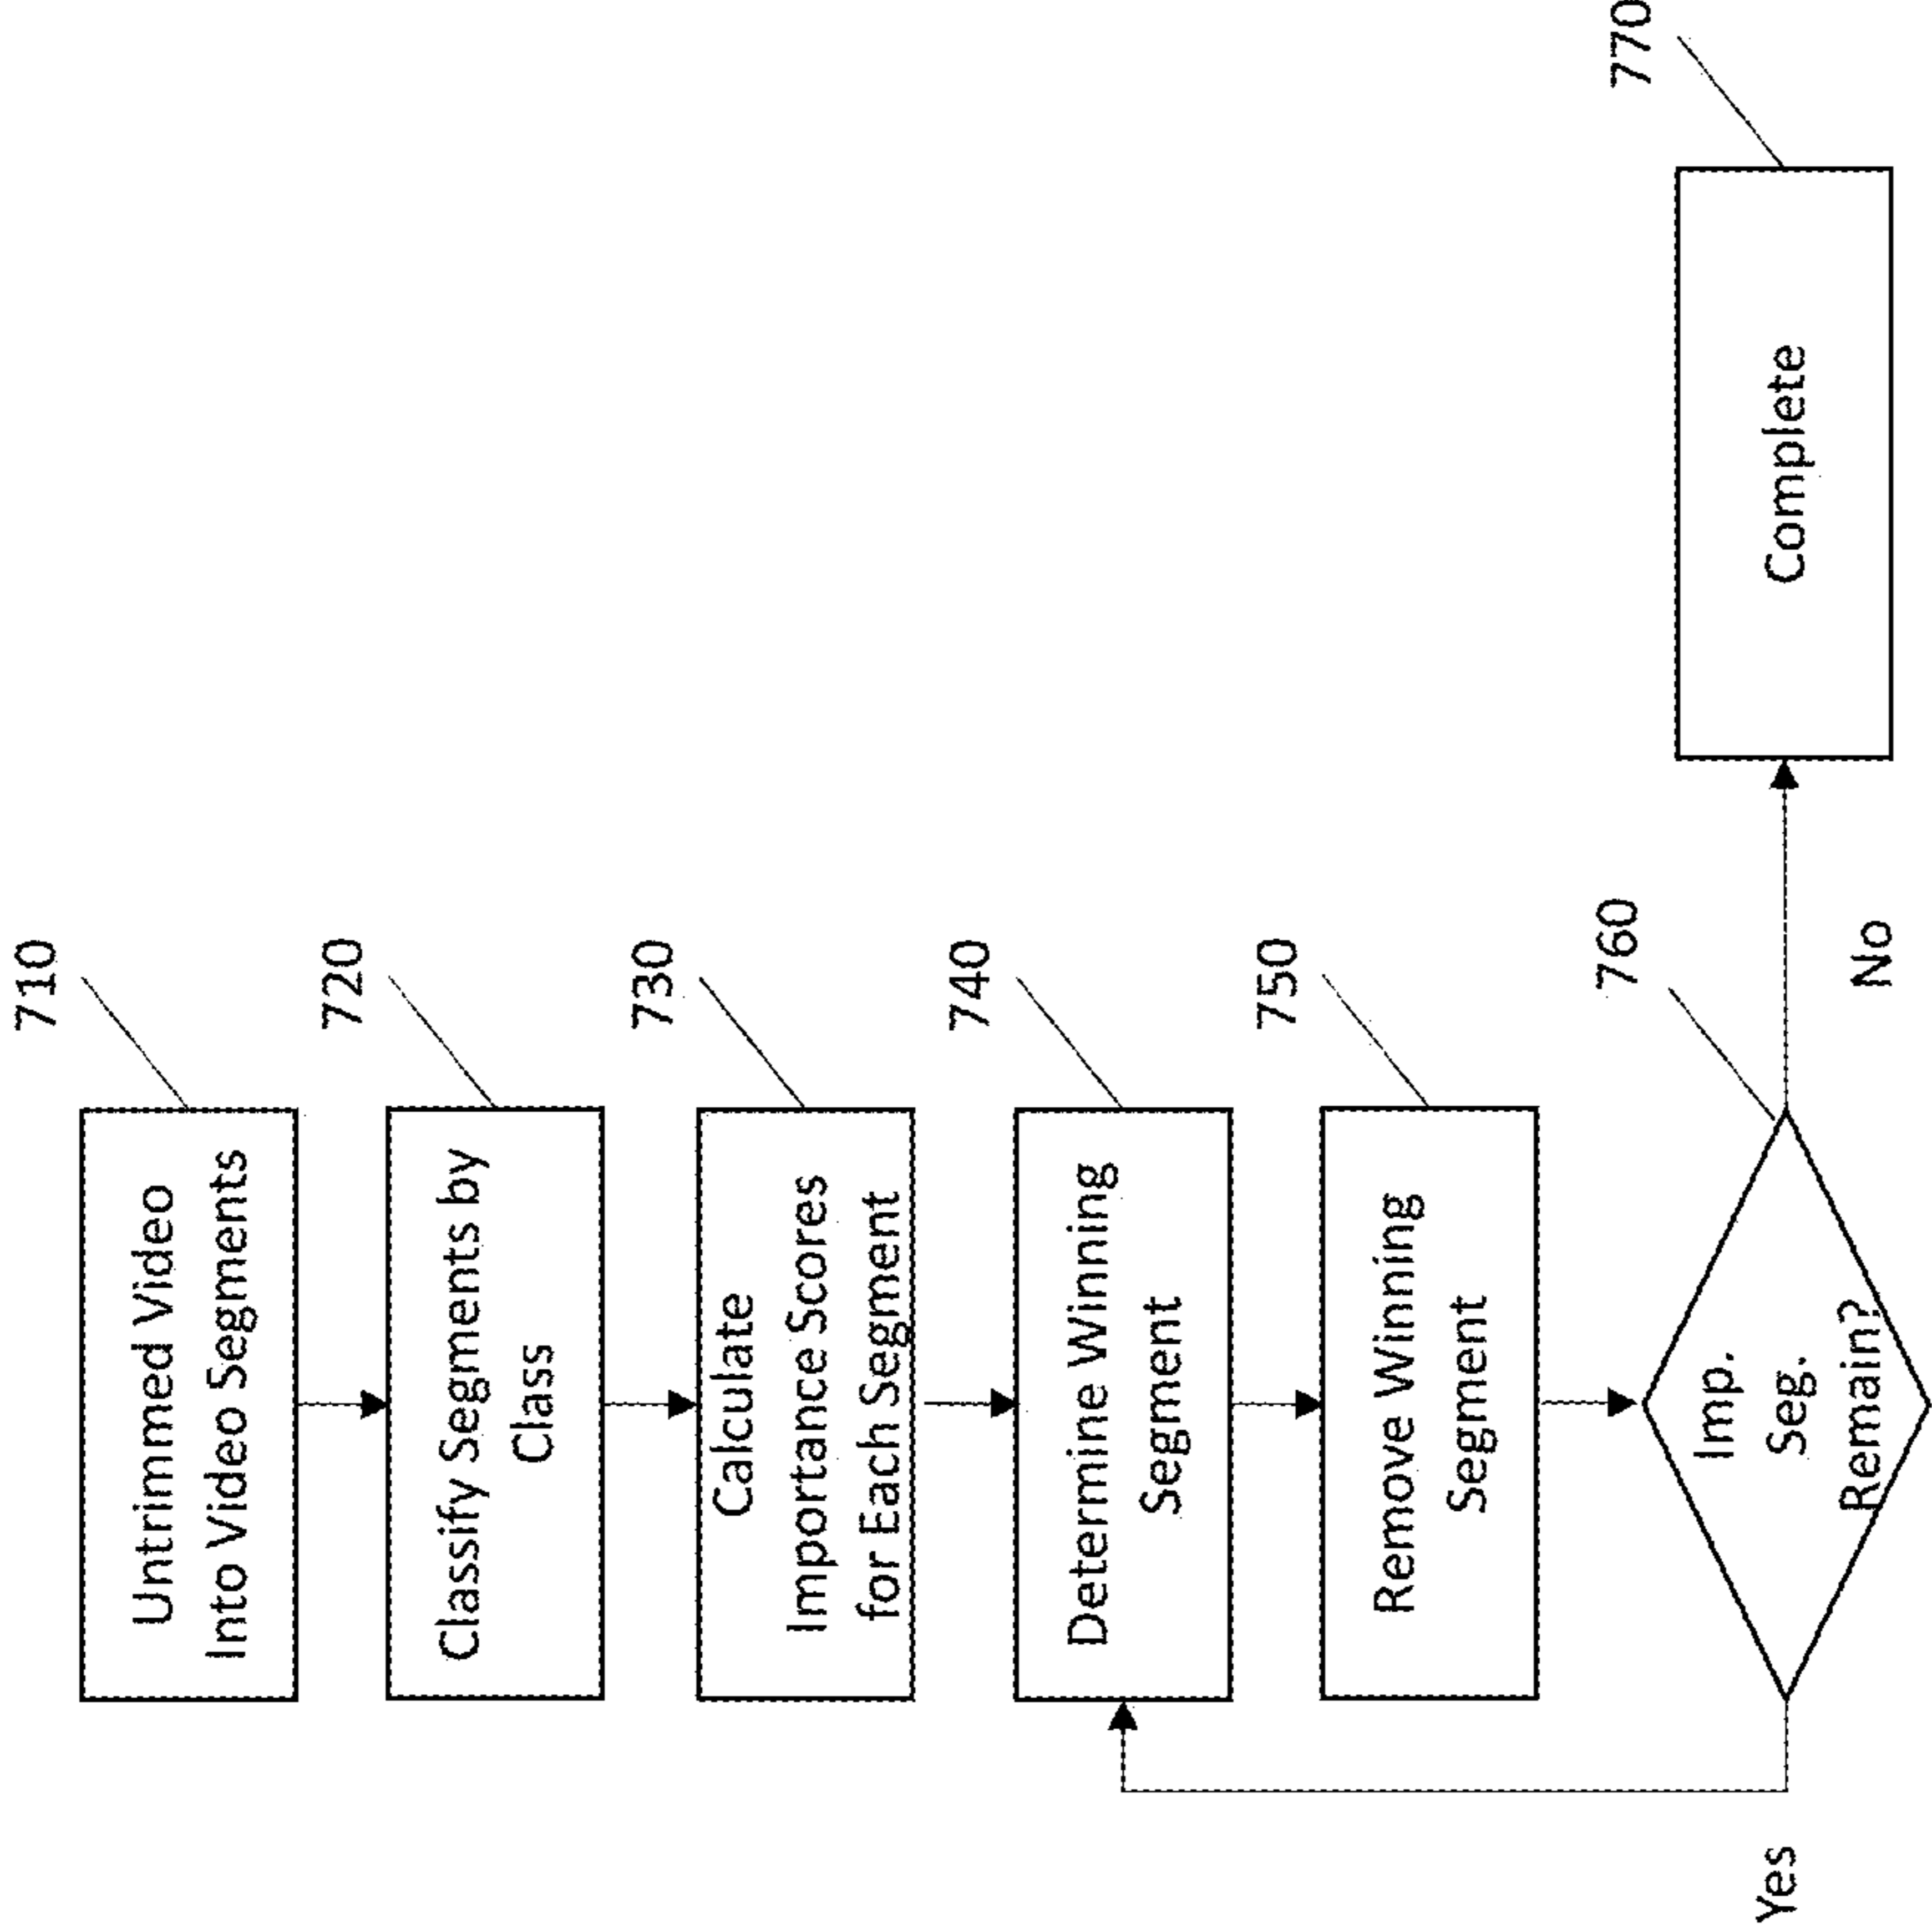 710
Untrimmed Video
Into Video Segments
720
Classify Segments by
Class
730
Calculate
Importance Scores
for Each Segment
740
Determine Winning
Segment
750
Remove Winning
Segment
760
Imp.
Seg.
Remain?
Yes
No
770
Complete